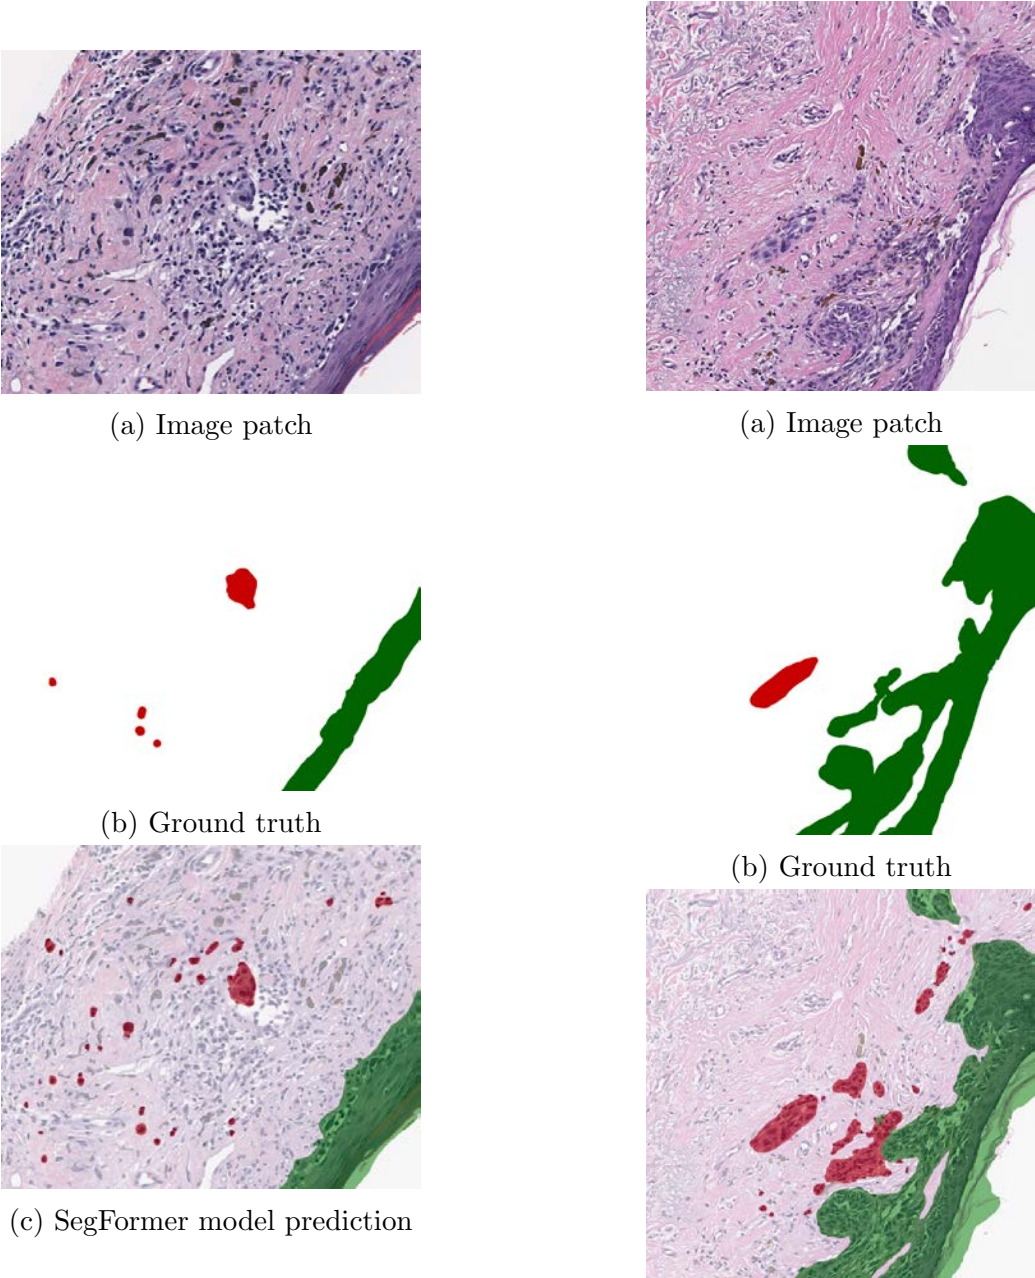 (a) Image patch
(b) Ground truth
(c) SegFormer model prediction
(a) Image patch
(b) Ground truth